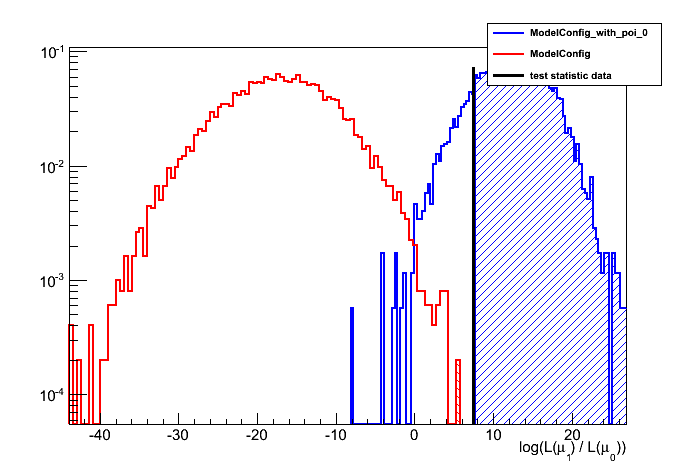 ModelConfig_with_poi_0
ModelConfig
test statistic data
10⁻¹
10⁻²
10⁻³
10⁻⁴
-40 -30 -20 -10 0 10 20
log(L(μ₁) / L(μ₀))